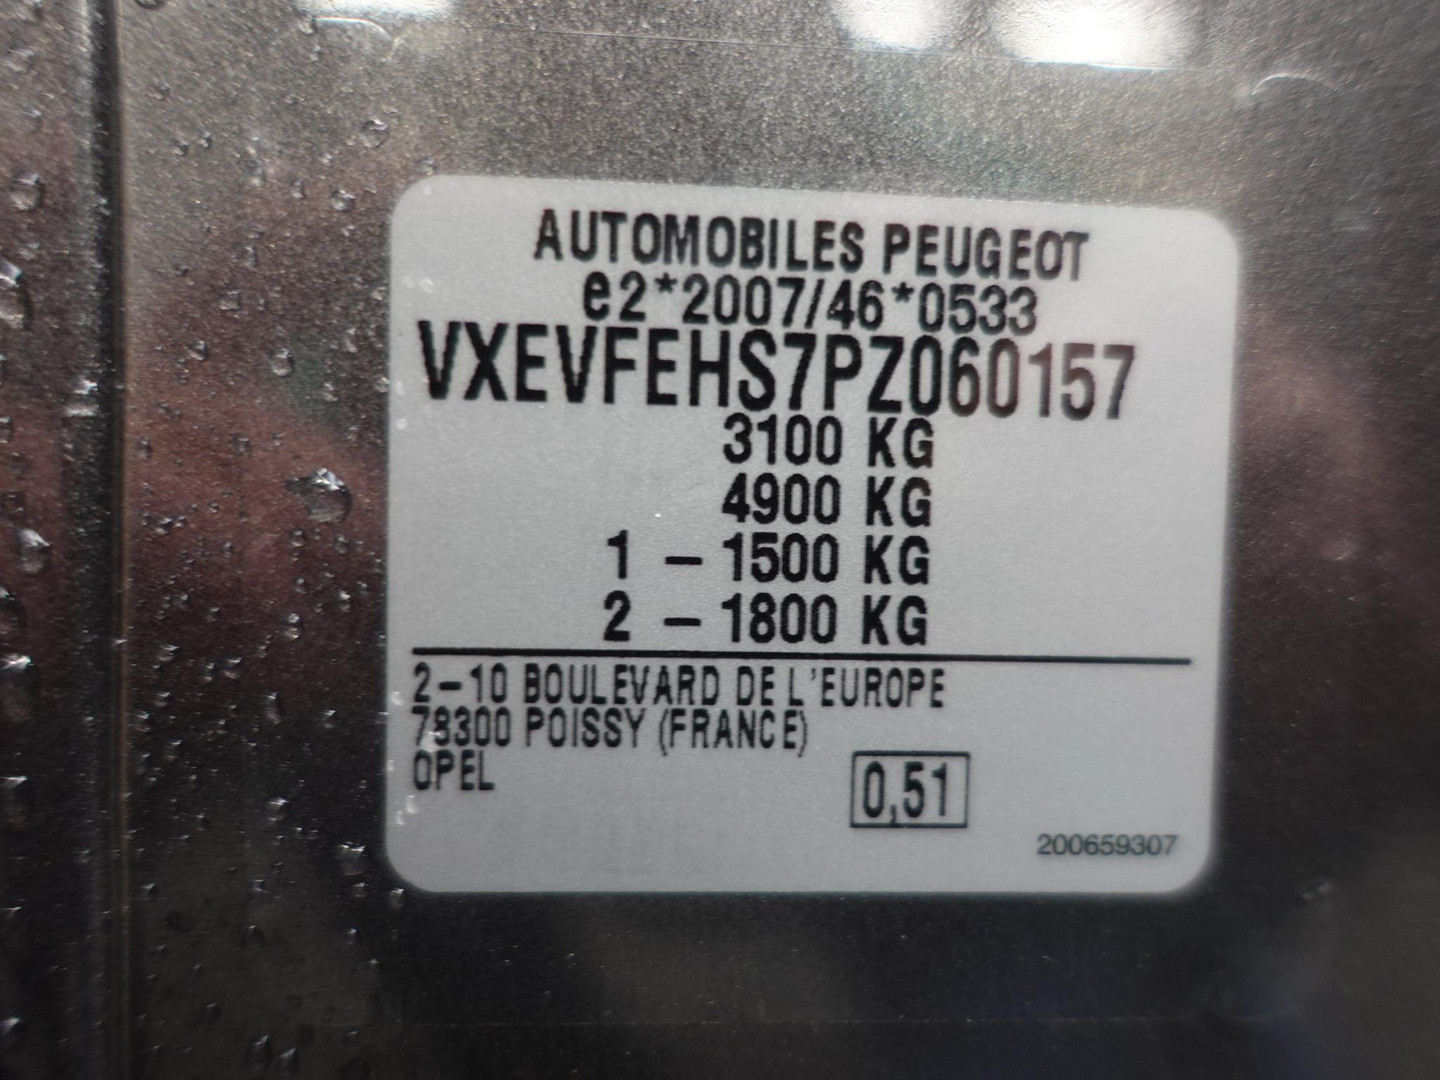 AUTOMOBILES PEUGEOT
e2*2007/46*0533
VXEVFEHS7PZ060157
3100 KG
4900 KG
1 – 1500 KG
2 – 1800 KG
2–10 BOULEVARD DE L'EUROPE
78300 POISSY (FRANCE)
OPEL
0,51
200659307